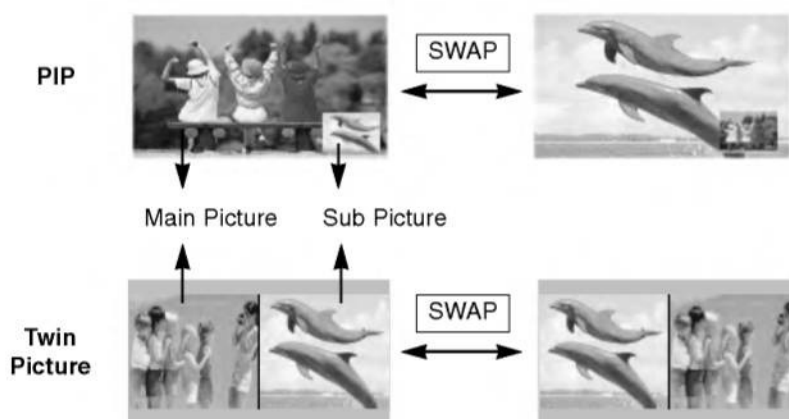 SWAP
PIP
Main Picture
Sub Picture
SWAP
Twin
Picture